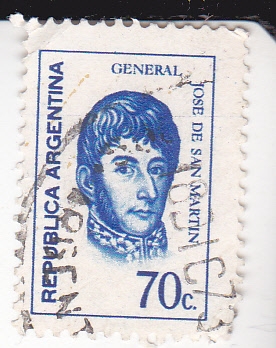 GENERAL
JOSE DE SAN MARTIN
REPUBLICA ARGENTINA
70c.